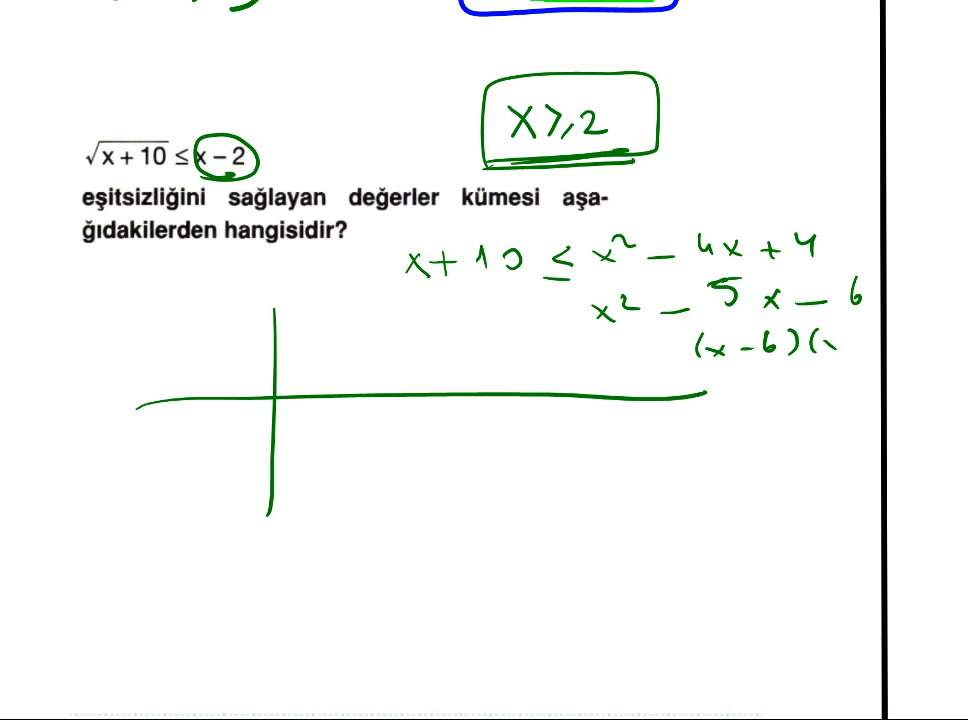 x ⩾ 2
√x + 10 ≤ x – 2
eşitsizliğini sağlayan değerler kümesi aşa-
ğıdakilerden hangisidir?
x + 10 ≤ x² – 4x + 4
x² – 5x – 6
(x – 6)(